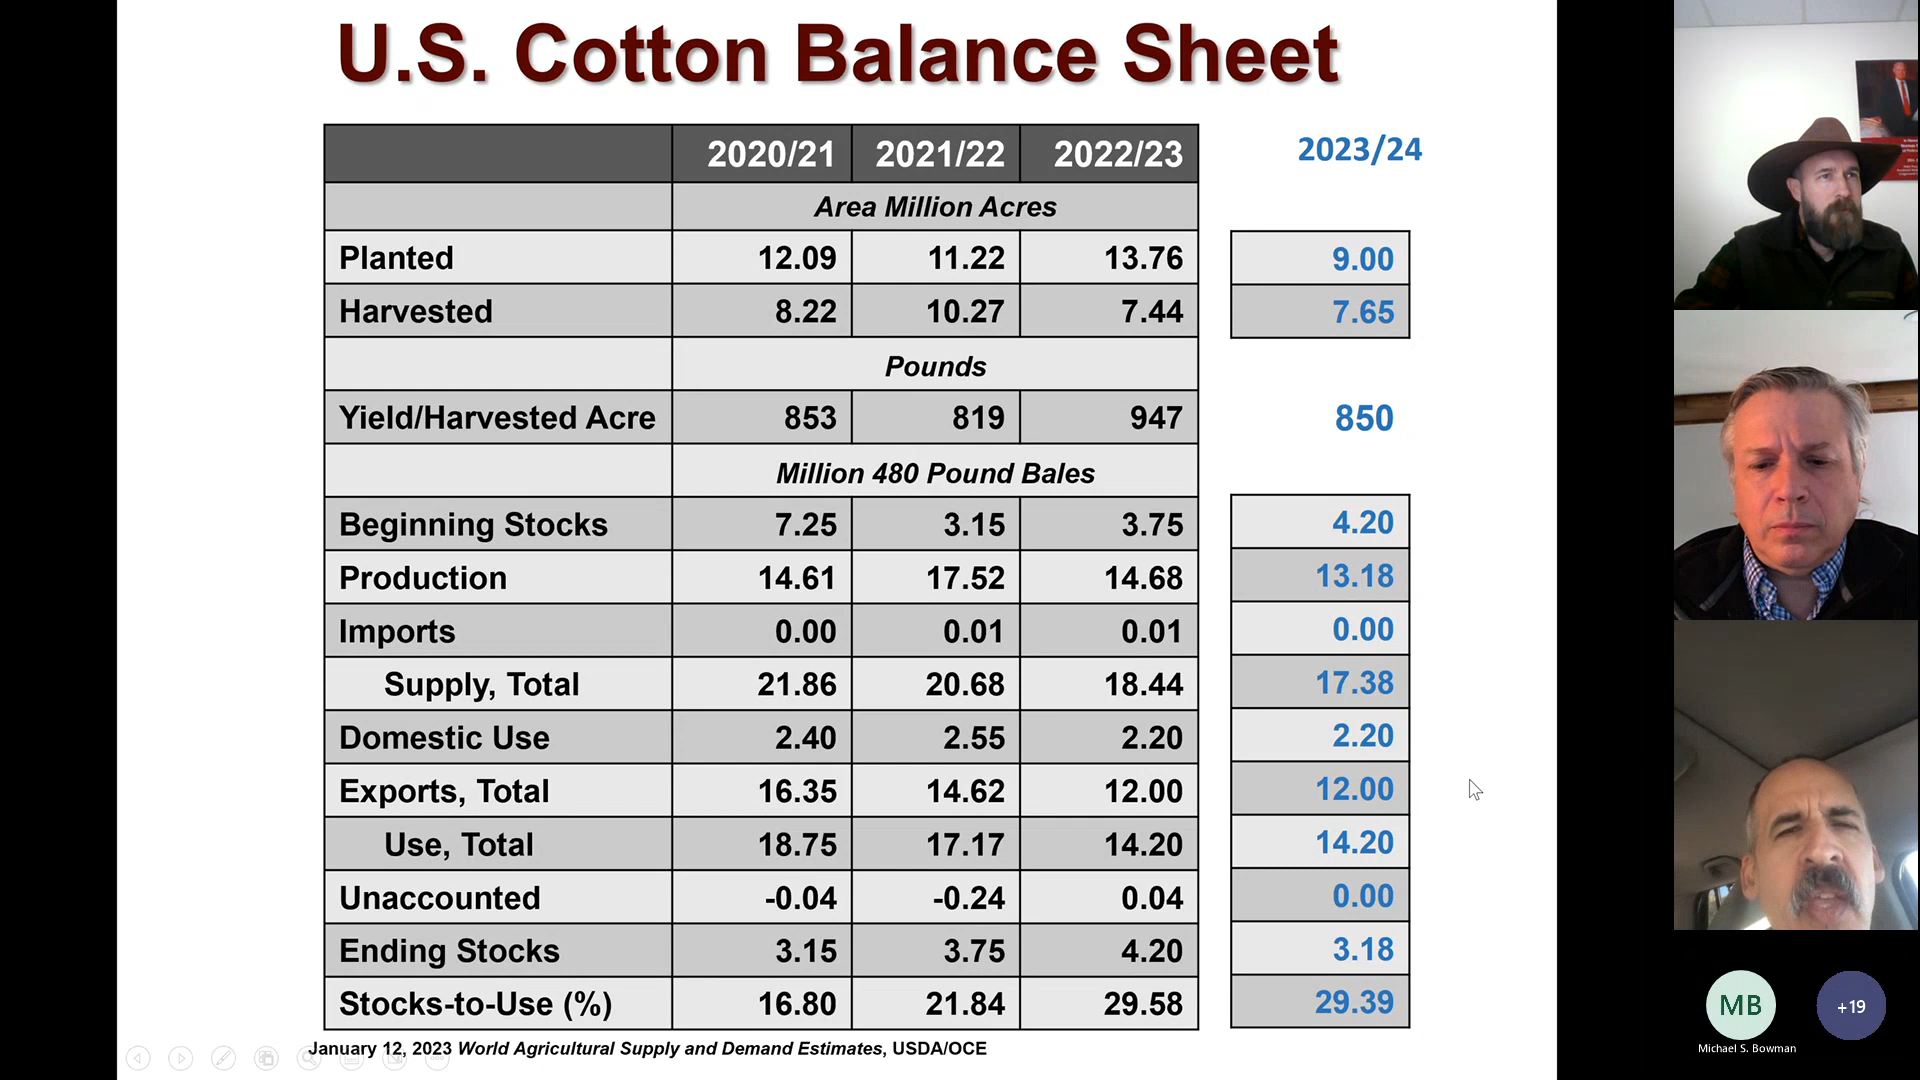 U.S. Cotton Balance Sheet
2020/21 2021/22 2022/23 2023/24
Area Million Acres
Planted 12.09 11.22 13.76 9.00
Harvested 8.22 10.27 7.44 7.65
Pounds
Yield/Harvested Acre 853 819 947 850
Million 480 Pound Bales
Beginning Stocks 7.25 3.15 3.75 4.20
Production 14.61 17.52 14.68 13.18
Imports 0.00 0.01 0.01 0.00
Supply, Total 21.86 20.68 18.44 17.38
Domestic Use 2.40 2.55 2.20 2.20
Exports, Total 16.35 14.62 12.00 12.00
Use, Total 18.75 17.17 14.20 14.20
Unaccounted -0.04 -0.24 0.04 0.00
Ending Stocks 3.15 3.75 4.20 3.18
Stocks-to-Use (%) 16.80 21.84 29.58 29.39
January 12, 2023 World Agricultural Supply and Demand Estimates, USDA/OCE
MB
+19
Michael S. Bowman